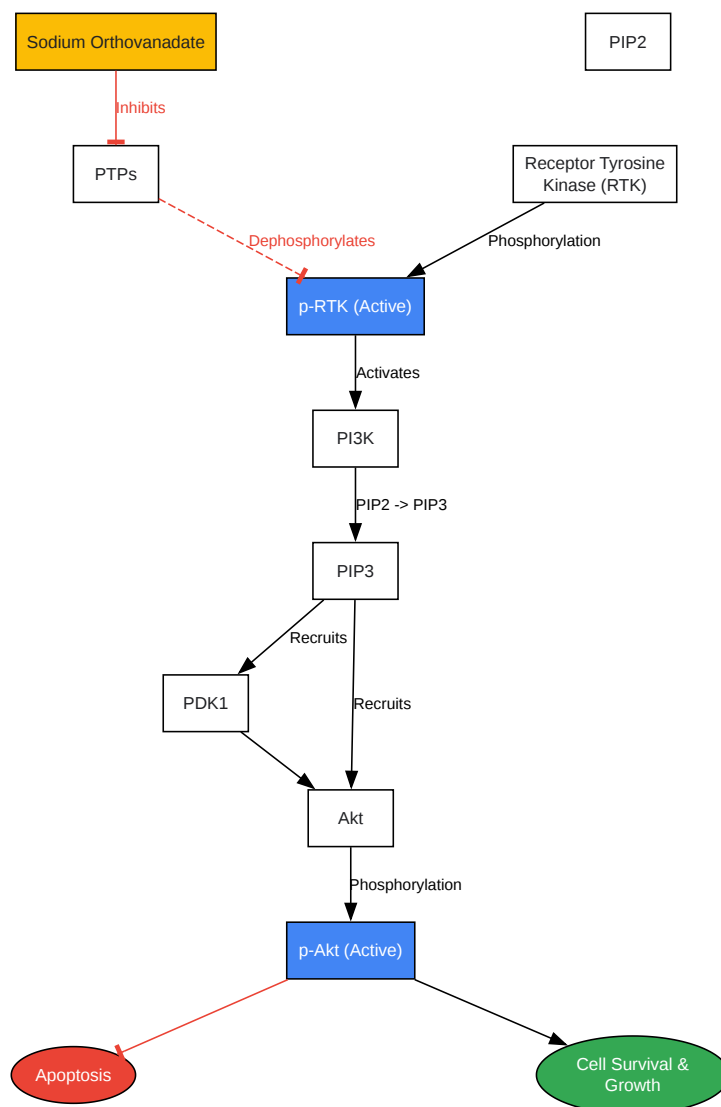 Sodium Orthovanadate
PIP2
Inhibits
PTPs
Receptor Tyrosine
Kinase (RTK)
Dephosphorylates
Phosphorylation
p-RTK (Active)
Activates
PI3K
PIP2 -> PIP3
PIP3
Recruits
PDK1
Recruits
Akt
Phosphorylation
p-Akt (Active)
Apoptosis
Cell Survival &
Growth